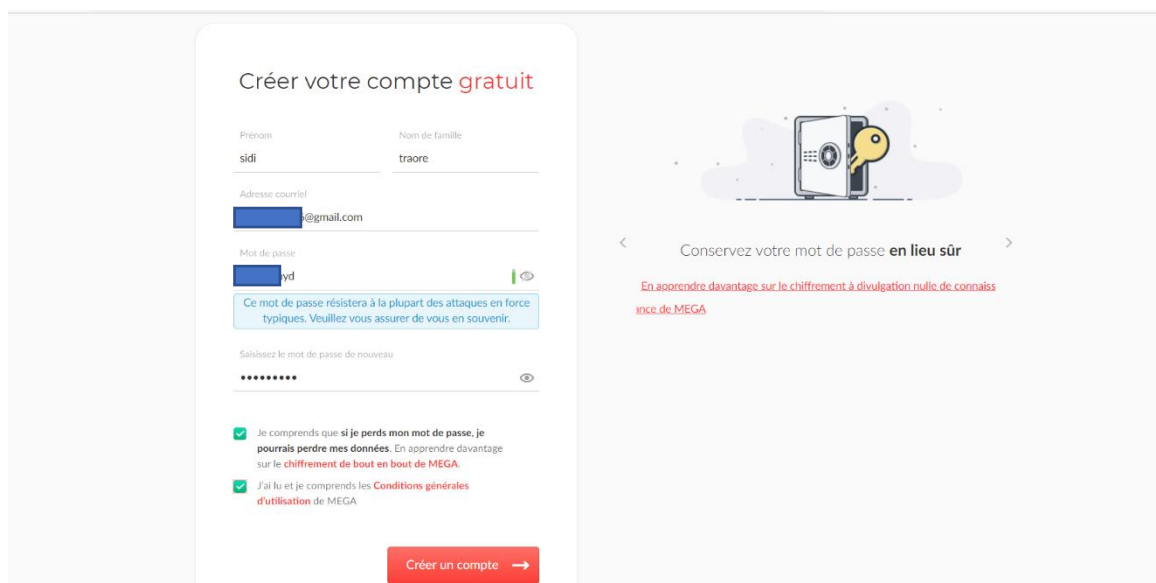 Créer votre compte gratuit
Prénom
Nom de famille
sidi
traore
Adresse courriel
@gmail.com
Mot de passe
yd
Ce mot de passe résistera à la plupart des attaques en force
typiques. Veuillez vous assurer de vous en souvenir.
Saisissez le mot de passe de nouveau
•••••••••
Je comprends que si je perds mon mot de passe, je
pourrais perdre mes données. En apprendre davantage
sur le chiffrement de bout en bout de MEGA.
J'ai lu et je comprends les Conditions générales
d'utilisation de MEGA
Créer un compte →
Conservez votre mot de passe en lieu sûr
En apprendre davantage sur le chiffrement à divulgation nulle de connaiss
ance de MEGA